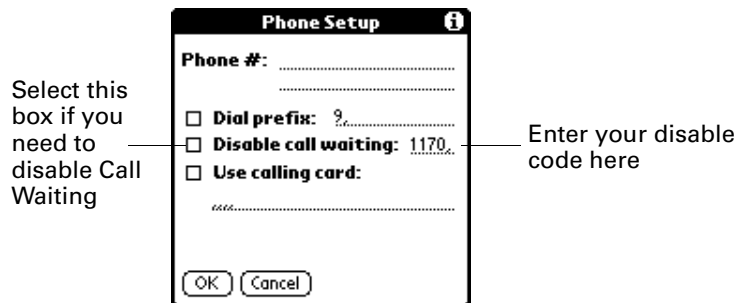 Phone Setup
Phone #:
Select this
box if you
need to
disable Call
Waiting
Dial prefix: 9,
Disable call waiting: 1170,
Use calling card:
,,,,
Enter your disable
code here
OK Cancel